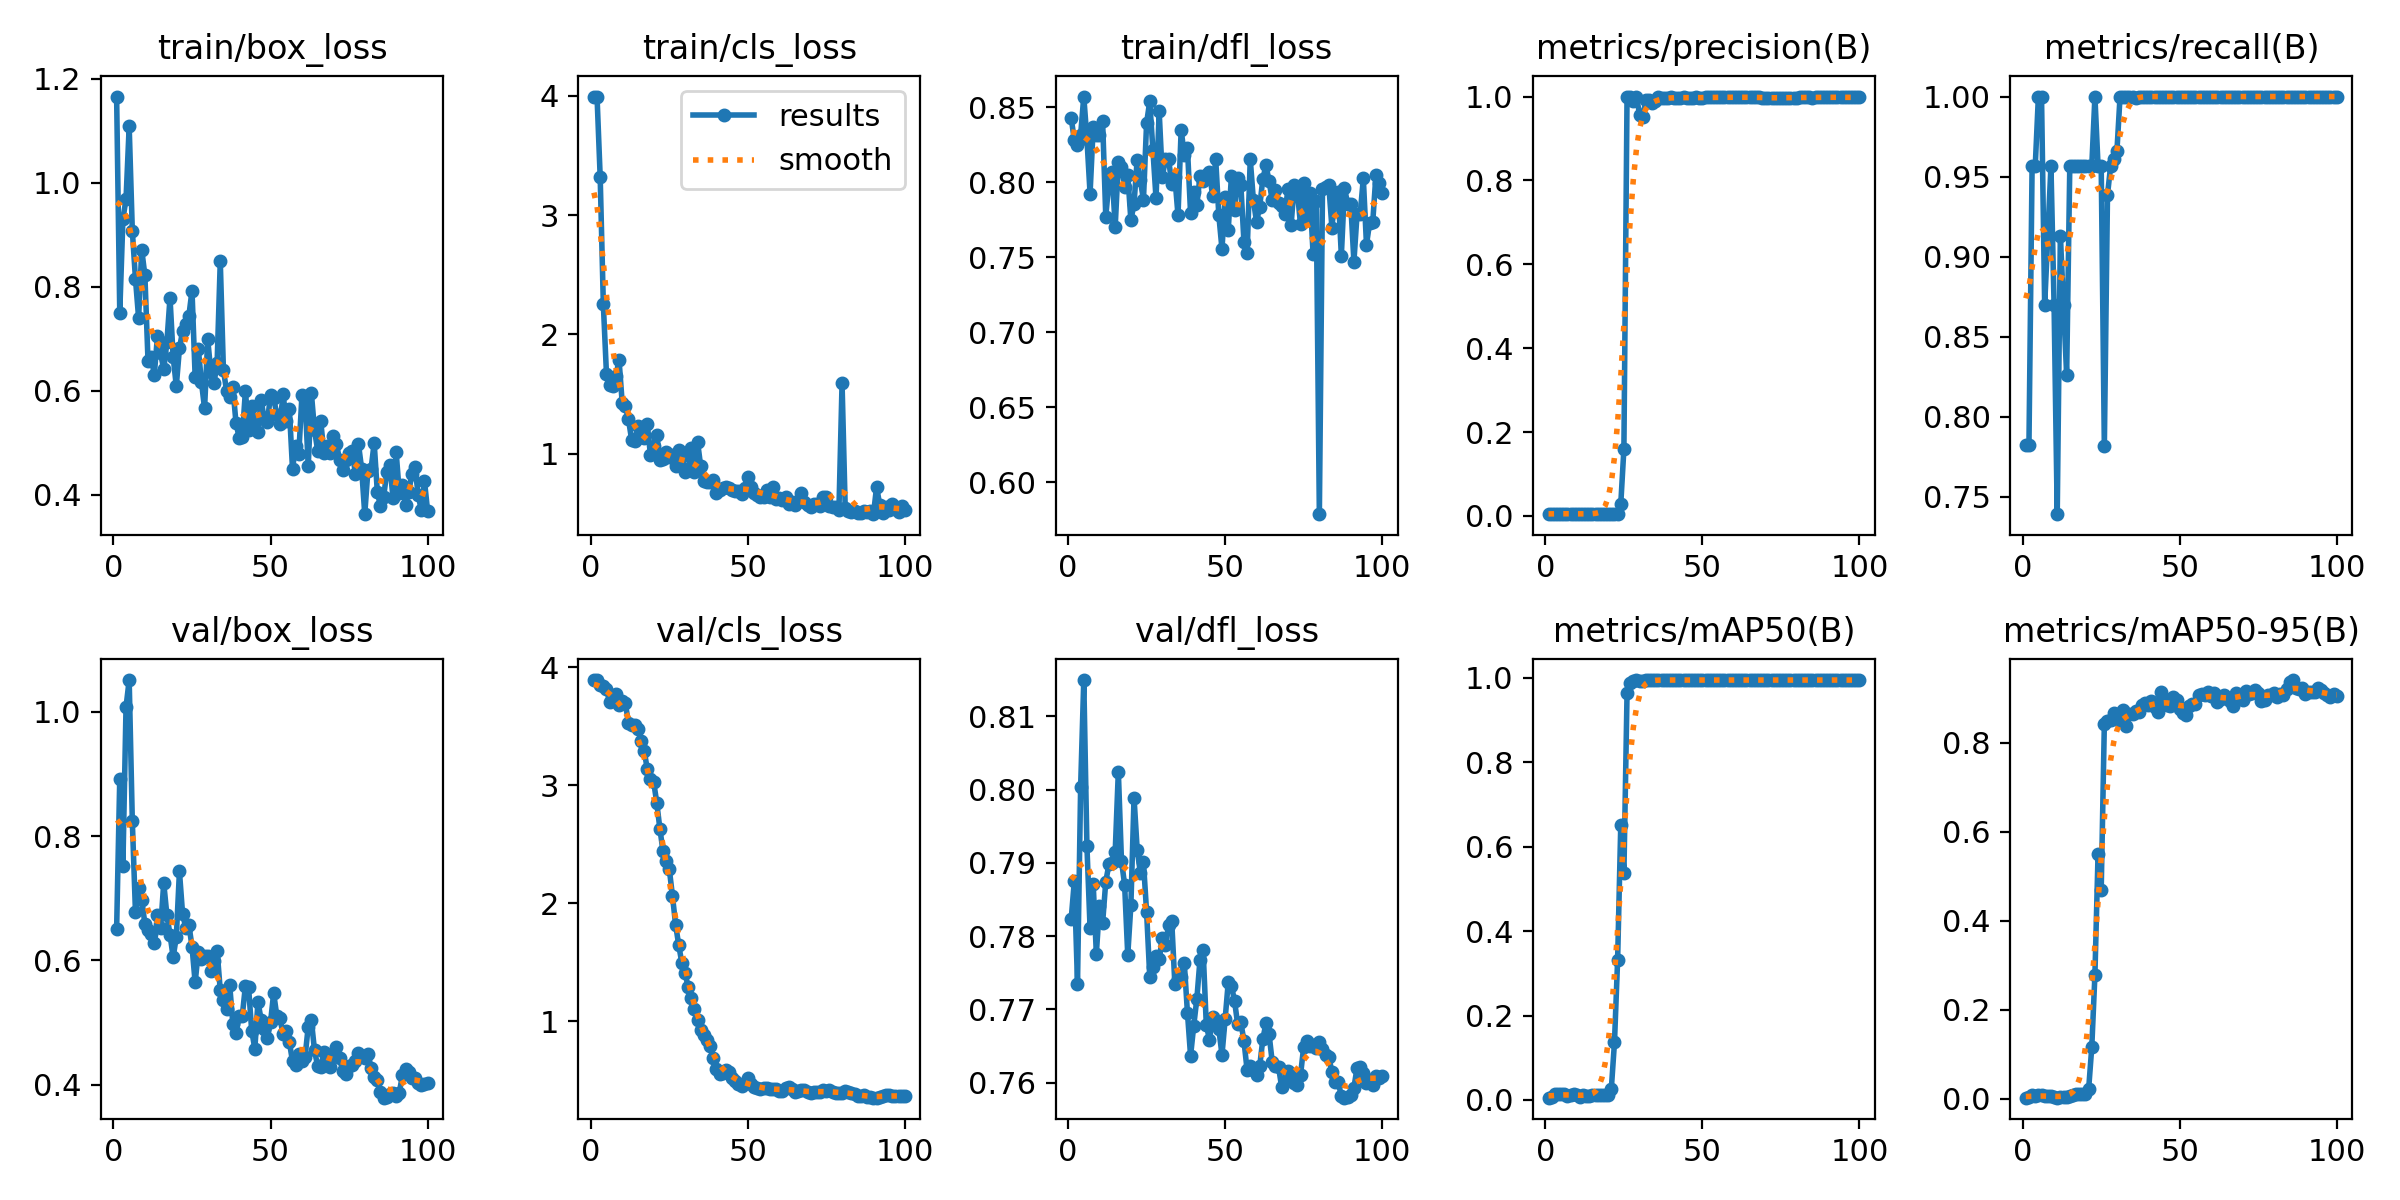 train/box_loss
1.2
1.0
0.8
0.6
0.4
0 50 100
train/cls_loss
results
smooth
4
3
2
1
0 50 100
train/dfl_loss
0.85
0.80
0.75
0.70
0.65
0.60
0 50 100
metrics/precision(B)
1.0
0.8
0.6
0.4
0.2
0.0
0 50 100
metrics/recall(B)
1.00
0.95
0.90
0.85
0.80
0.75
0 50 100
val/box_loss
1.0
0.8
0.6
0.4
0 50 100
val/cls_loss
4
3
2
1
0 50 100
val/dfl_loss
0.81
0.80
0.79
0.78
0.77
0.76
0 50 100
metrics/mAP50(B)
1.0
0.8
0.6
0.4
0.2
0.0
0 50 100
metrics/mAP50-95(B)
0.8
0.6
0.4
0.2
0.0
0 50 100